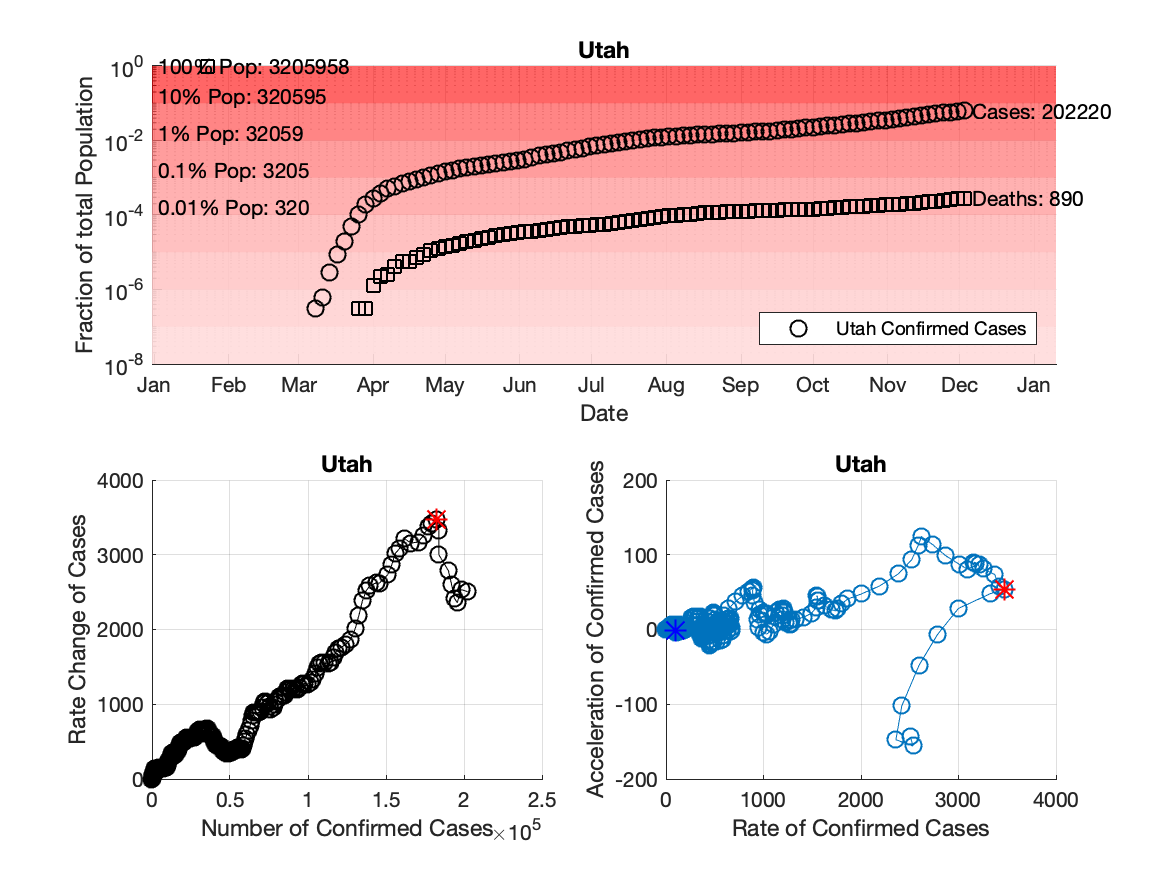 Utah
Fraction of total Population
10^0
10^-2
10^-4
10^-6
10^-8
100% Pop: 3205958
10% Pop: 320595
1% Pop: 32059
0.1% Pop: 3205
0.01% Pop: 320
Cases: 202220
Deaths: 890
Utah Confirmed Cases
Jan Feb Mar Apr May Jun Jul Aug Sep Oct Nov Dec Jan
Date
Utah
Rate Change of Cases
4000
3000
2000
1000
0
0 0.5 1 1.5 2 2.5
Number of Confirmed Cases ×10^5
Utah
Acceleration of Confirmed Cases
200
100
0
-100
-200
0 1000 2000 3000 4000
Rate of Confirmed Cases